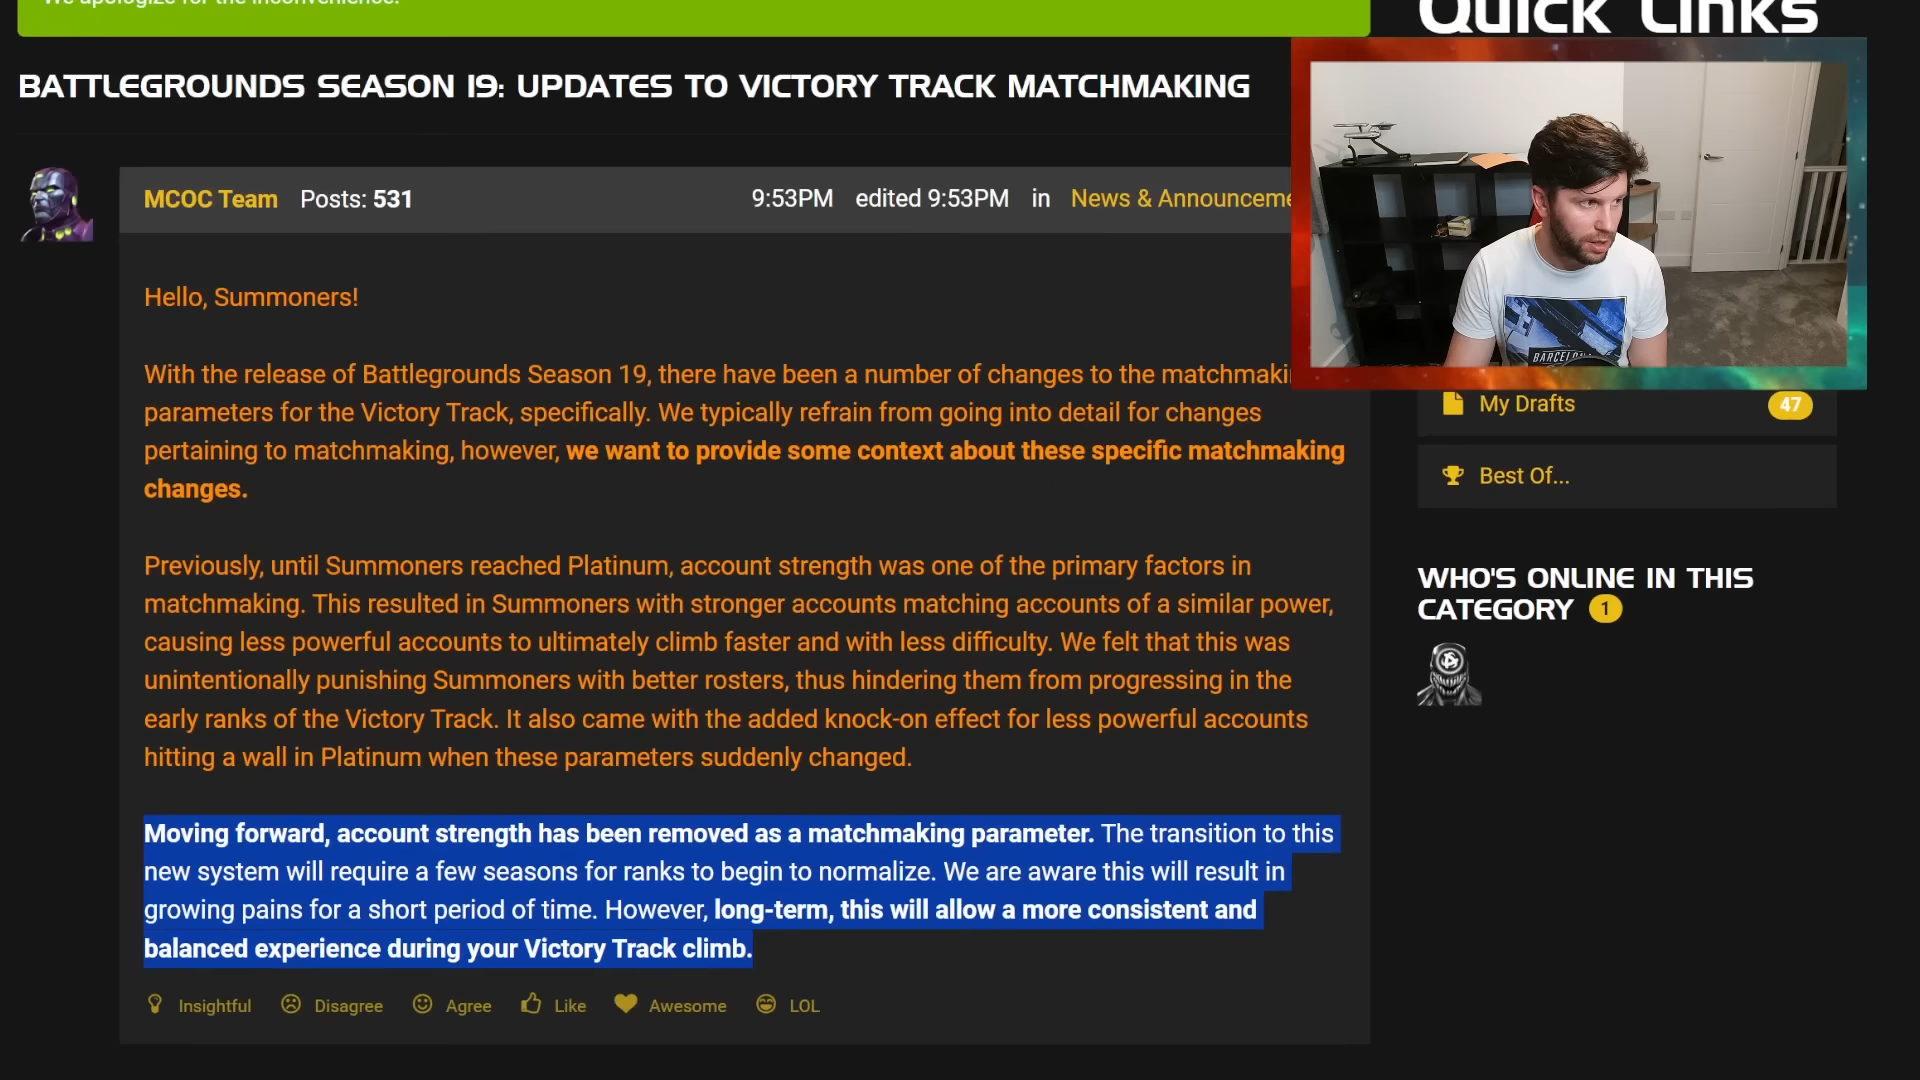 We apologize for the inconvenience.
Quick Links
BATTLEGROUNDS SEASON 19: UPDATES TO VICTORY TRACK MATCHMAKING
MCOC Team Posts: 531 9:53PM edited 9:53PM in News & Announceme
Hello, Summoners!
With the release of Battlegrounds Season 19, there have been a number of changes to the matchmaki
parameters for the Victory Track, specifically. We typically refrain from going into detail for changes
pertaining to matchmaking, however, we want to provide some context about these specific matchmaking
changes.
Previously, until Summoners reached Platinum, account strength was one of the primary factors in
matchmaking. This resulted in Summoners with stronger accounts matching accounts of a similar power,
causing less powerful accounts to ultimately climb faster and with less difficulty. We felt that this was
unintentionally punishing Summoners with better rosters, thus hindering them from progressing in the
early ranks of the Victory Track. It also came with the added knock-on effect for less powerful accounts
hitting a wall in Platinum when these parameters suddenly changed.
Moving forward, account strength has been removed as a matchmaking parameter. The transition to this
new system will require a few seasons for ranks to begin to normalize. We are aware this will result in
growing pains for a short period of time. However, long-term, this will allow a more consistent and
balanced experience during your Victory Track climb.
Insightful Disagree Agree Like Awesome LOL
BARCELON
My Drafts 47
Best Of...
WHO'S ONLINE IN THIS
CATEGORY 1